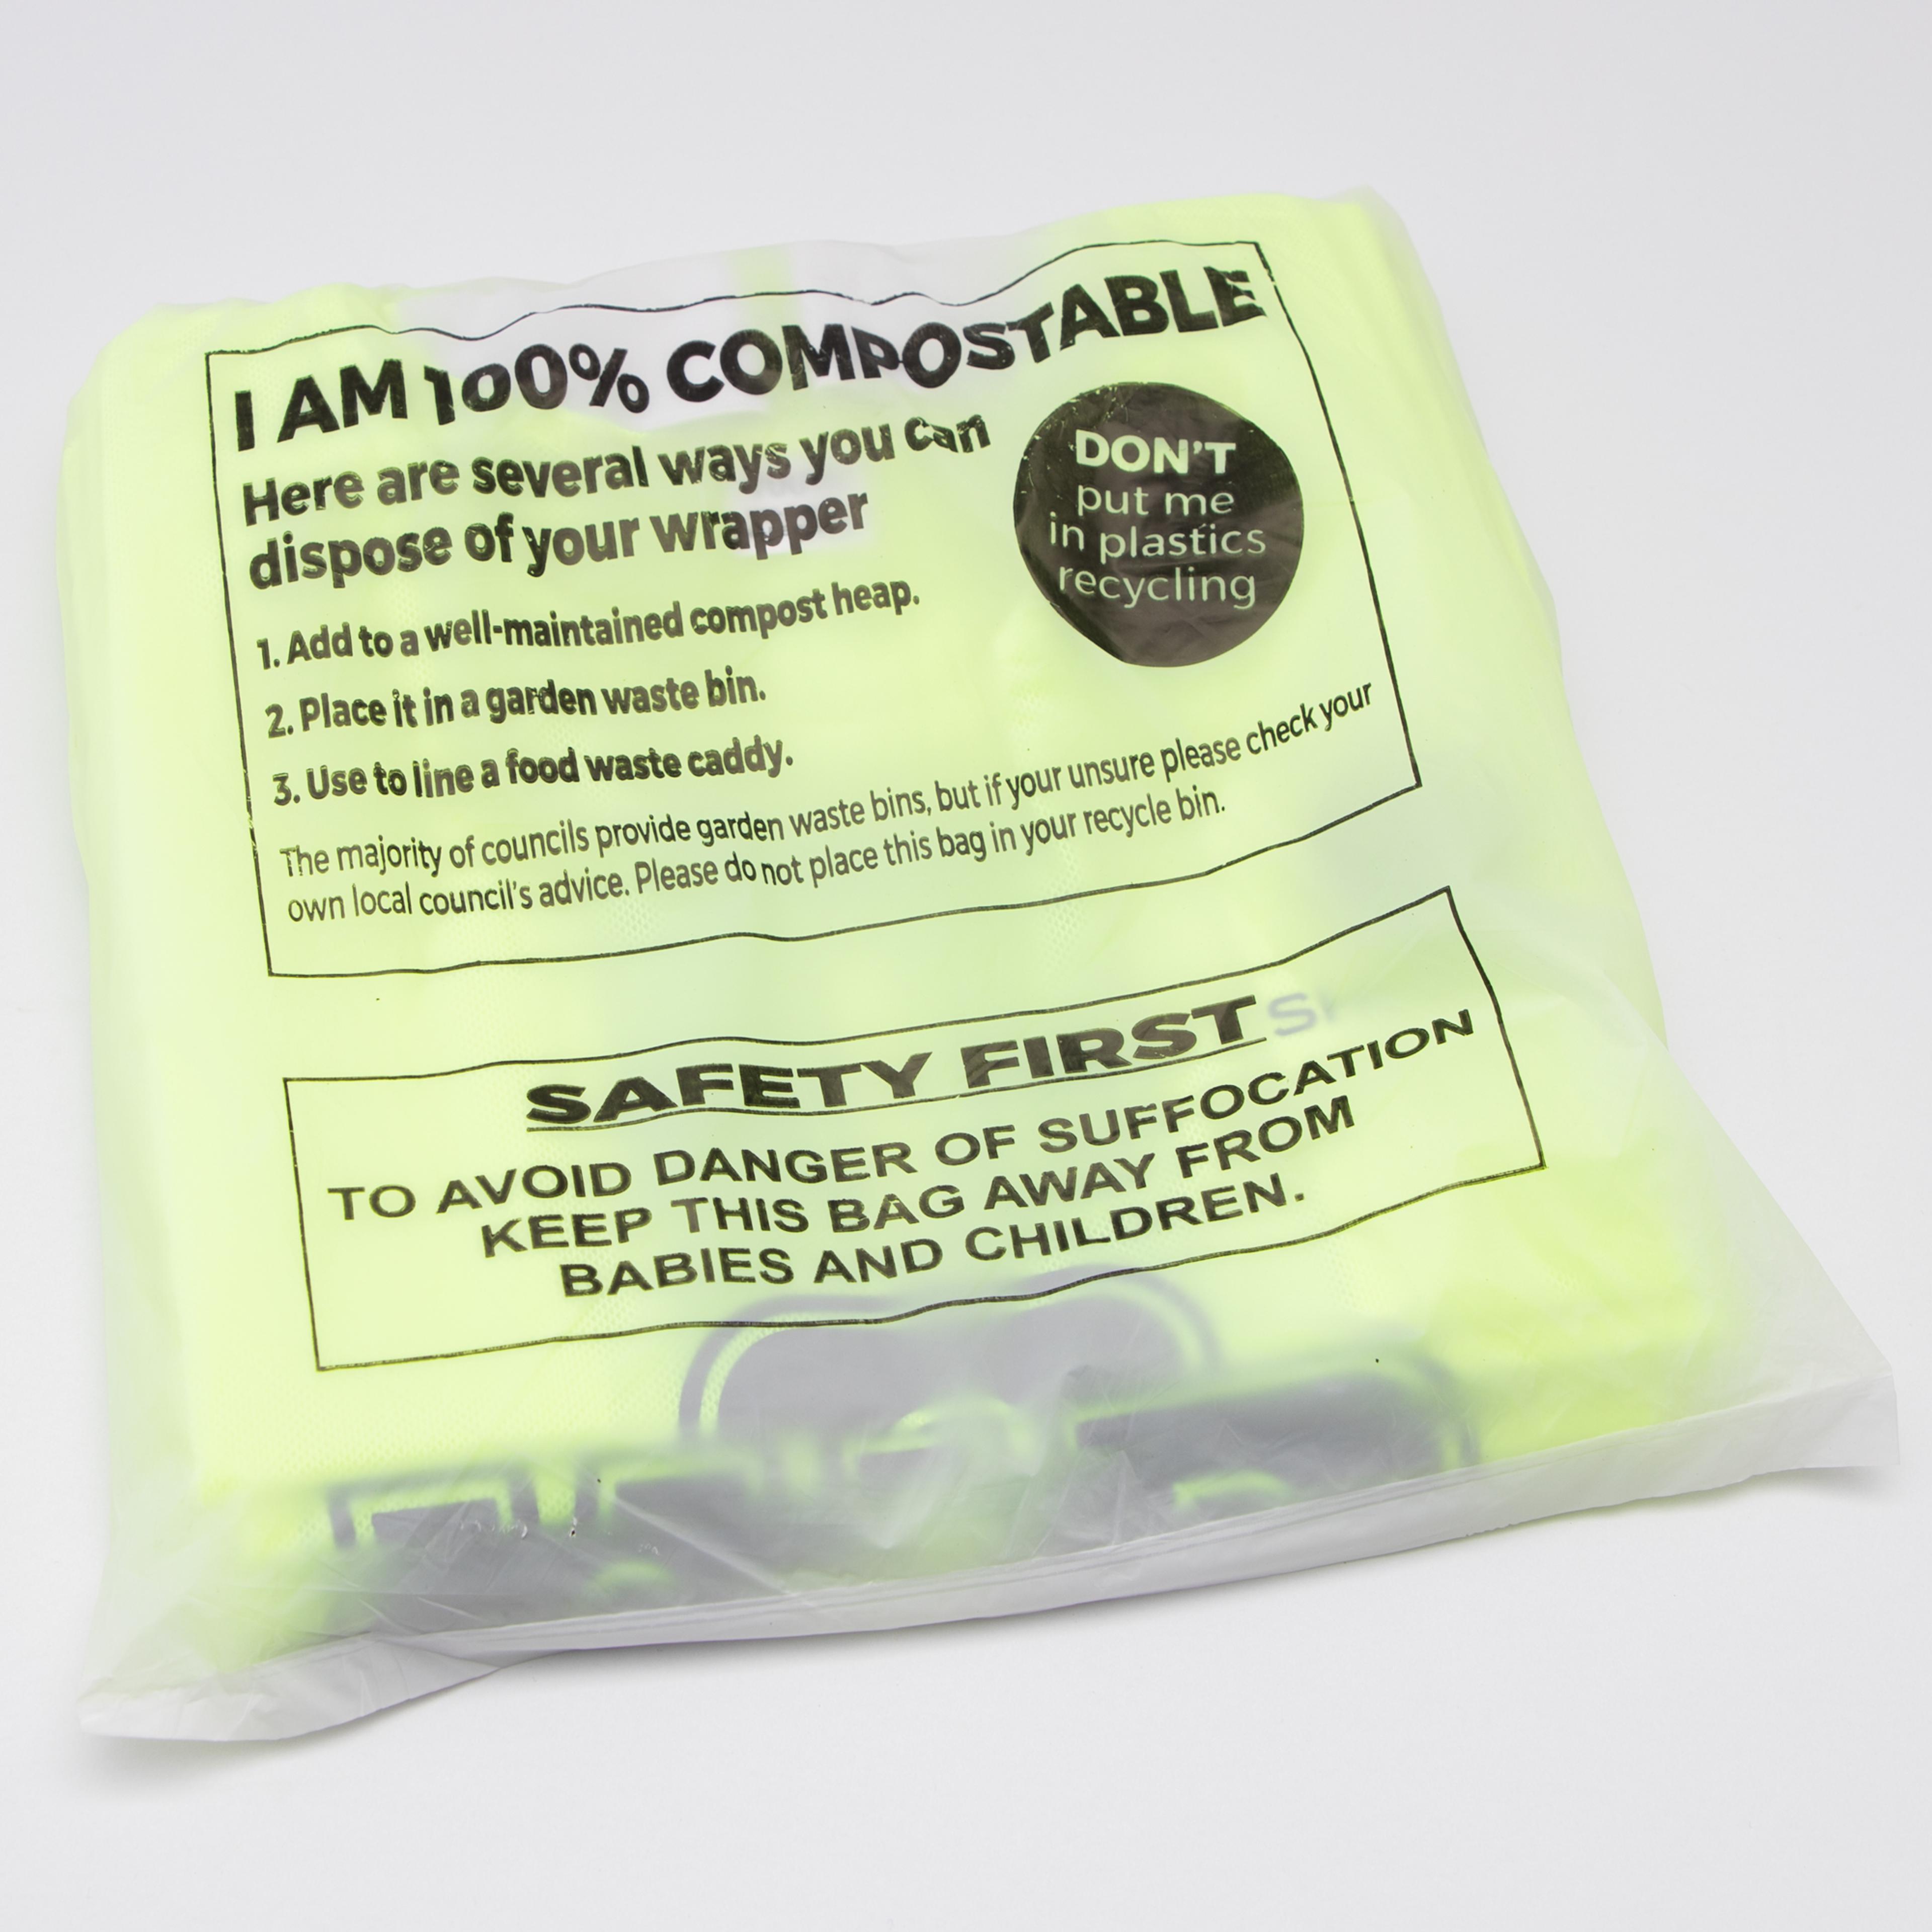 I AM 100% COMPOSTABLE
Here are several ways you can
dispose of your wrapper
DON'T
put me
in plastics
recycling
1. Add to a well-maintained compost heap.
2. Place it in a garden waste bin.
3. Use to line a food waste caddy.
The majority of councils provide garden waste bins, but if your unsure please check your
own local council's advice. Please do not place this bag in your recycle bin.
SAFETY FIRST
TO AVOID DANGER OF SUFFOCATION
KEEP THIS BAG AWAY FROM
BABIES AND CHILDREN.